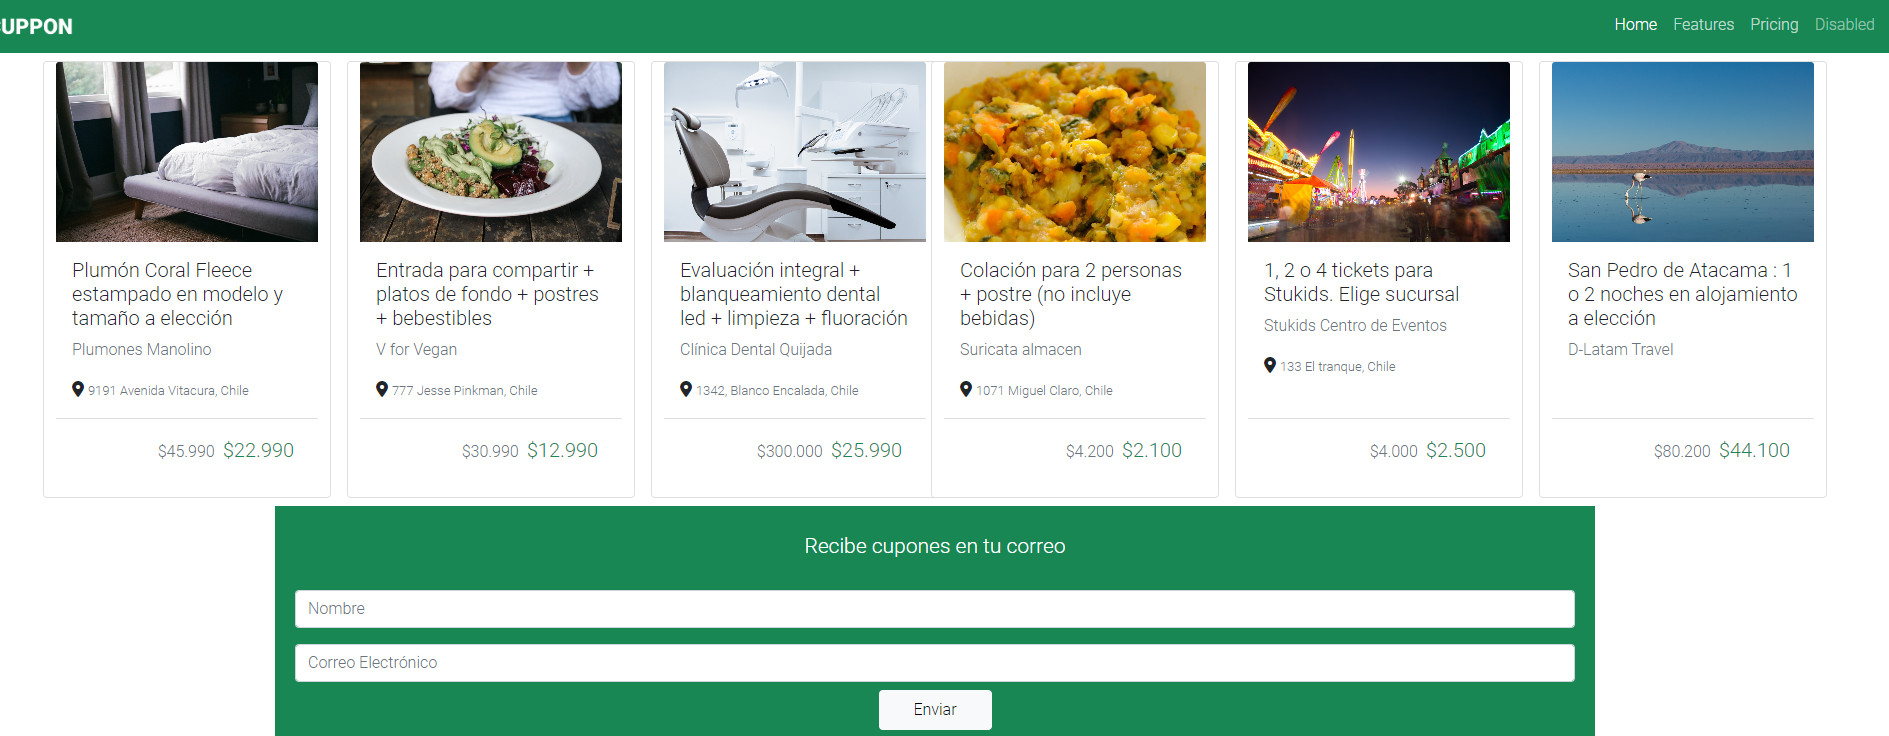 CUPPON
Home Features Pricing Disabled
Plumón Coral Fleece
estampado en modelo y
tamaño a elección
Plumones Manolino
9191 Avenida Vitacura, Chile
$45.990 $22.990
Entrada para compartir +
platos de fondo + postres
+ bebestibles
V for Vegan
777 Jesse Pinkman, Chile
$30.990 $12.990
Evaluación integral +
blanqueamiento dental
led + limpieza + fluoración
Clínica Dental Quijada
1342, Blanco Encalada, Chile
$300.000 $25.990
Colación para 2 personas
+ postre (no incluye
bebidas)
Suricata almacen
1071 Miguel Claro, Chile
$4.200 $2.100
1, 2 o 4 tickets para
Stukids. Elige sucursal
Stukids Centro de Eventos
133 El tranque, Chile
$4.000 $2.500
San Pedro de Atacama : 1
o 2 noches en alojamiento
a elección
D-Latam Travel
$80.200 $44.100
Recibe cupones en tu correo
Nombre
Correo Electrónico
Enviar